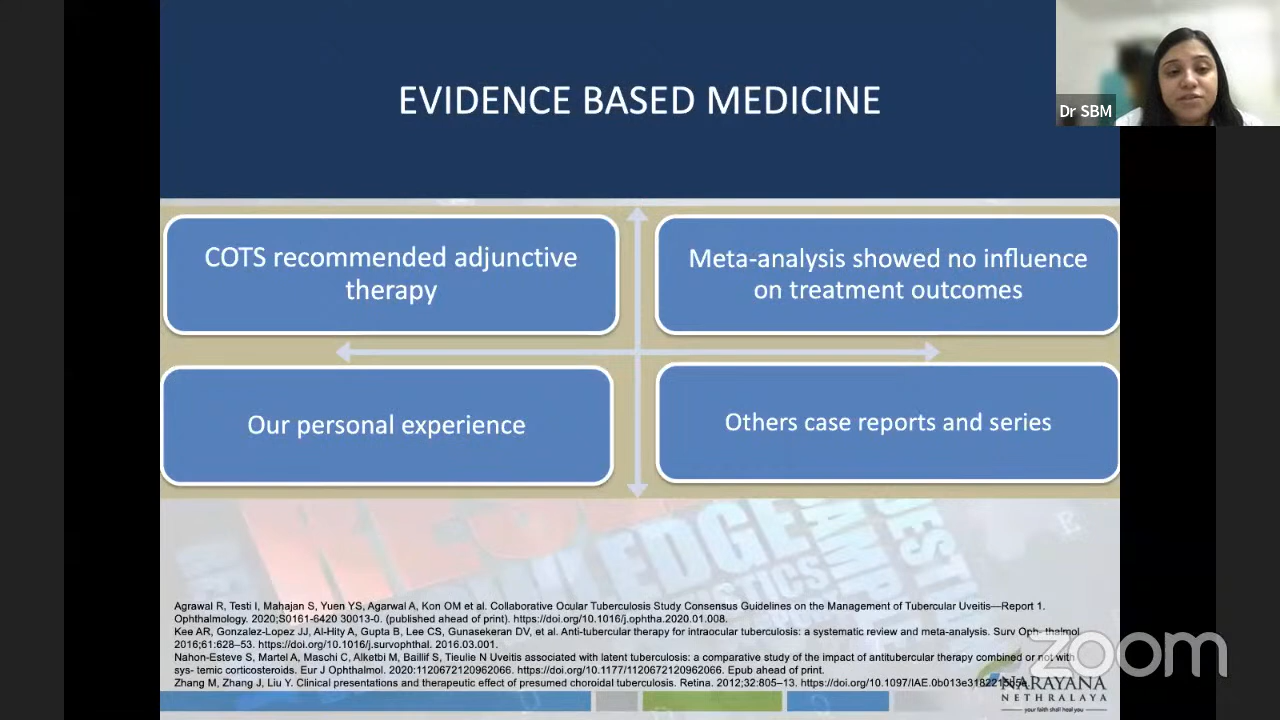 EVIDENCE BASED MEDICINE
Dr SBM
COTS recommended adjunctive
therapy
Meta-analysis showed no influence
on treatment outcomes
Our personal experience
Others case reports and series
Agrawal R, Testi I, Mahajan S, Yuen YS, Agarwal A, Kon OM et al. Collaborative Ocular Tuberculosis Study Consensus Guidelines on the Management of Tubercular Uveitis—Report 1.
Ophthalmology. 2020;S0161-6420 30013-0. (published ahead of print). https://doi.org/10.1016/j.ophtha.2020.01.008.
Kee AR, Gonzalez-Lopez JJ, Al-Hity A, Gupta B, Lee CS, Gunasekeran DV, et al. Anti-tubercular therapy for intraocular tuberculosis: a systematic review and meta-analysis. Surv Oph- thalmol
2016;61:628–53. https://doi.org/10.1016/j.survophthal. 2016.03.001.
Nahon-Esteve S, Martel A, Maschi C, Alketbi M, Baillif S, Tieulie N Uveitis associated with latent tuberculosis: a comparative study of the impact of antitubercular therapy combined or not with
sys- temic corticosteroids. Eur J Ophthalmol. 2020:1120672120962066. https://doi.org/10.1177/1120672120962066. Epub ahead of print.
Zhang M, Zhang J, Liu Y. Clinical presentations and therapeutic effect of presumed choroidal tuberculosis. Retina. 2012;32:805–13.
zoom
NARAYANA
NETHRALAYA
your faith shall heal you